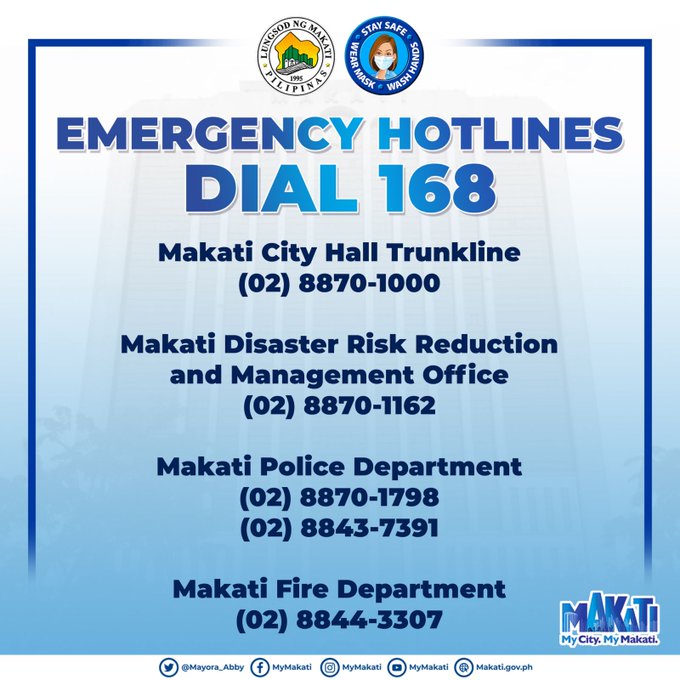 LUNGSOD NG MAKATI
PILIPINAS
1995
STAY SAFE
WEAR MASK
WASH HANDS
EMERGENCY HOTLINES
DIAL 168
Makati City Hall Trunkline
(02) 8870-1000
Makati Disaster Risk Reduction
and Management Office
(02) 8870-1162
Makati Police Department
(02) 8870-1798
(02) 8843-7391
Makati Fire Department
(02) 8844-3307
MAKATI
My City. My Makati.
@Mayora_Abby MyMakati MyMakati MyMakati Makati.gov.ph